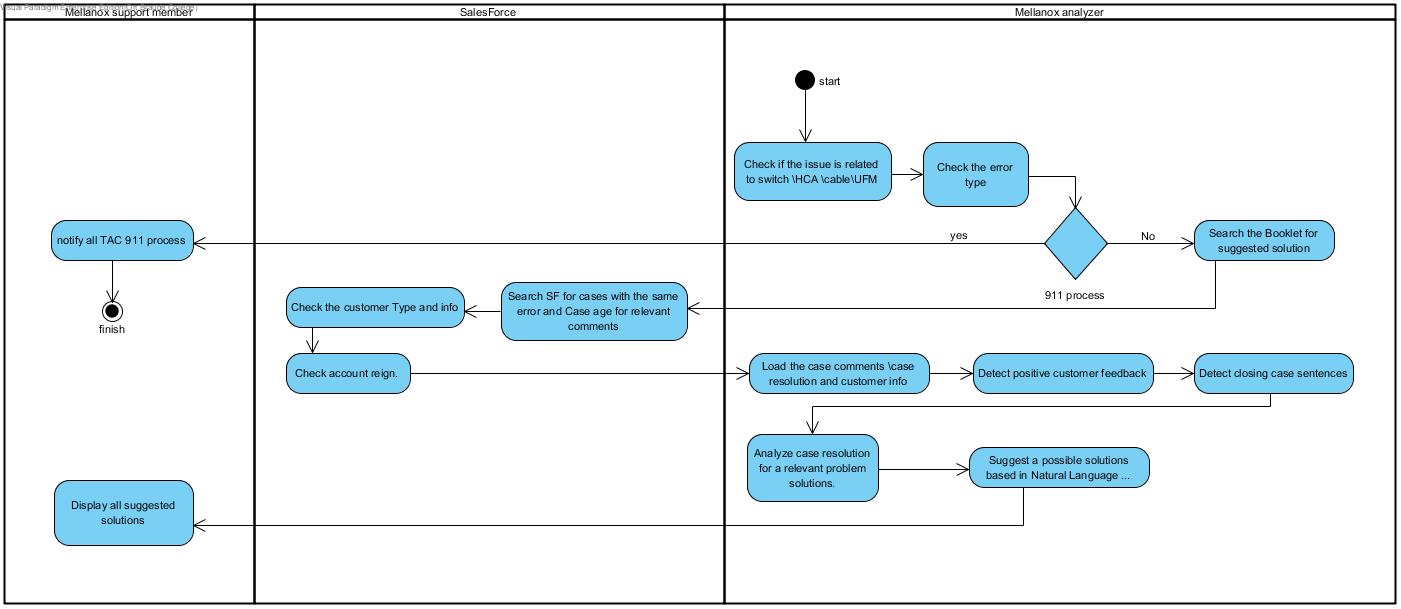 Mellanox support member
SalesForce
Mellanox analyzer
start
Check if the issue is related
to switch \HCA \cable\UFM
Check the error
type
notify all TAC 911 process
yes
No
Search the Booklet for
suggested solution
911 process
finish
Check the customer Type and info
Search SF for cases with the same
error and Case age for relevant
comments
Check account reign.
Load the case comments \case
resolution and customer info
Detect positive customer feedback
Detect closing case sentences
Analyze case resolution
for a relevant problem
solutions.
Suggest a possible solutions
based in Natural Language ...
Display all suggested
solutions